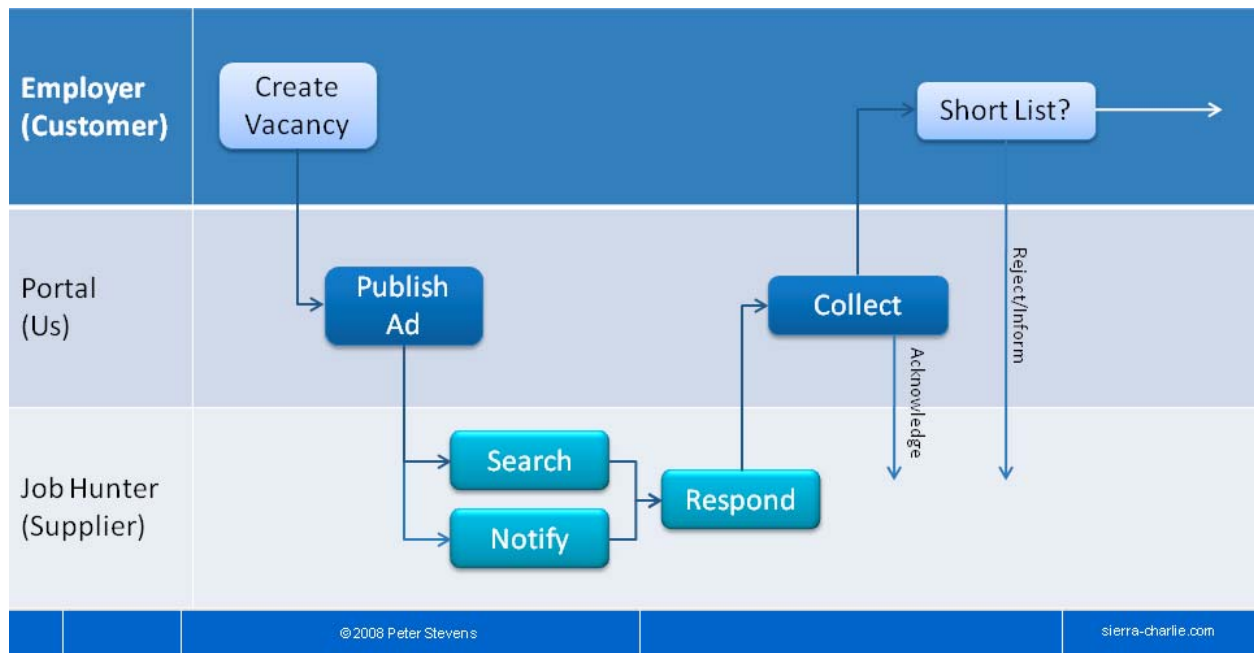 Employer
(Customer)
Create
Vacancy
Short List?
Portal
(Us)
Publish
Ad
Collect
Reject/Inform
Acknowledge
Job Hunter
(Supplier)
Search
Notify
Respond
©2008 Peter Stevens
sierra-charlie.com